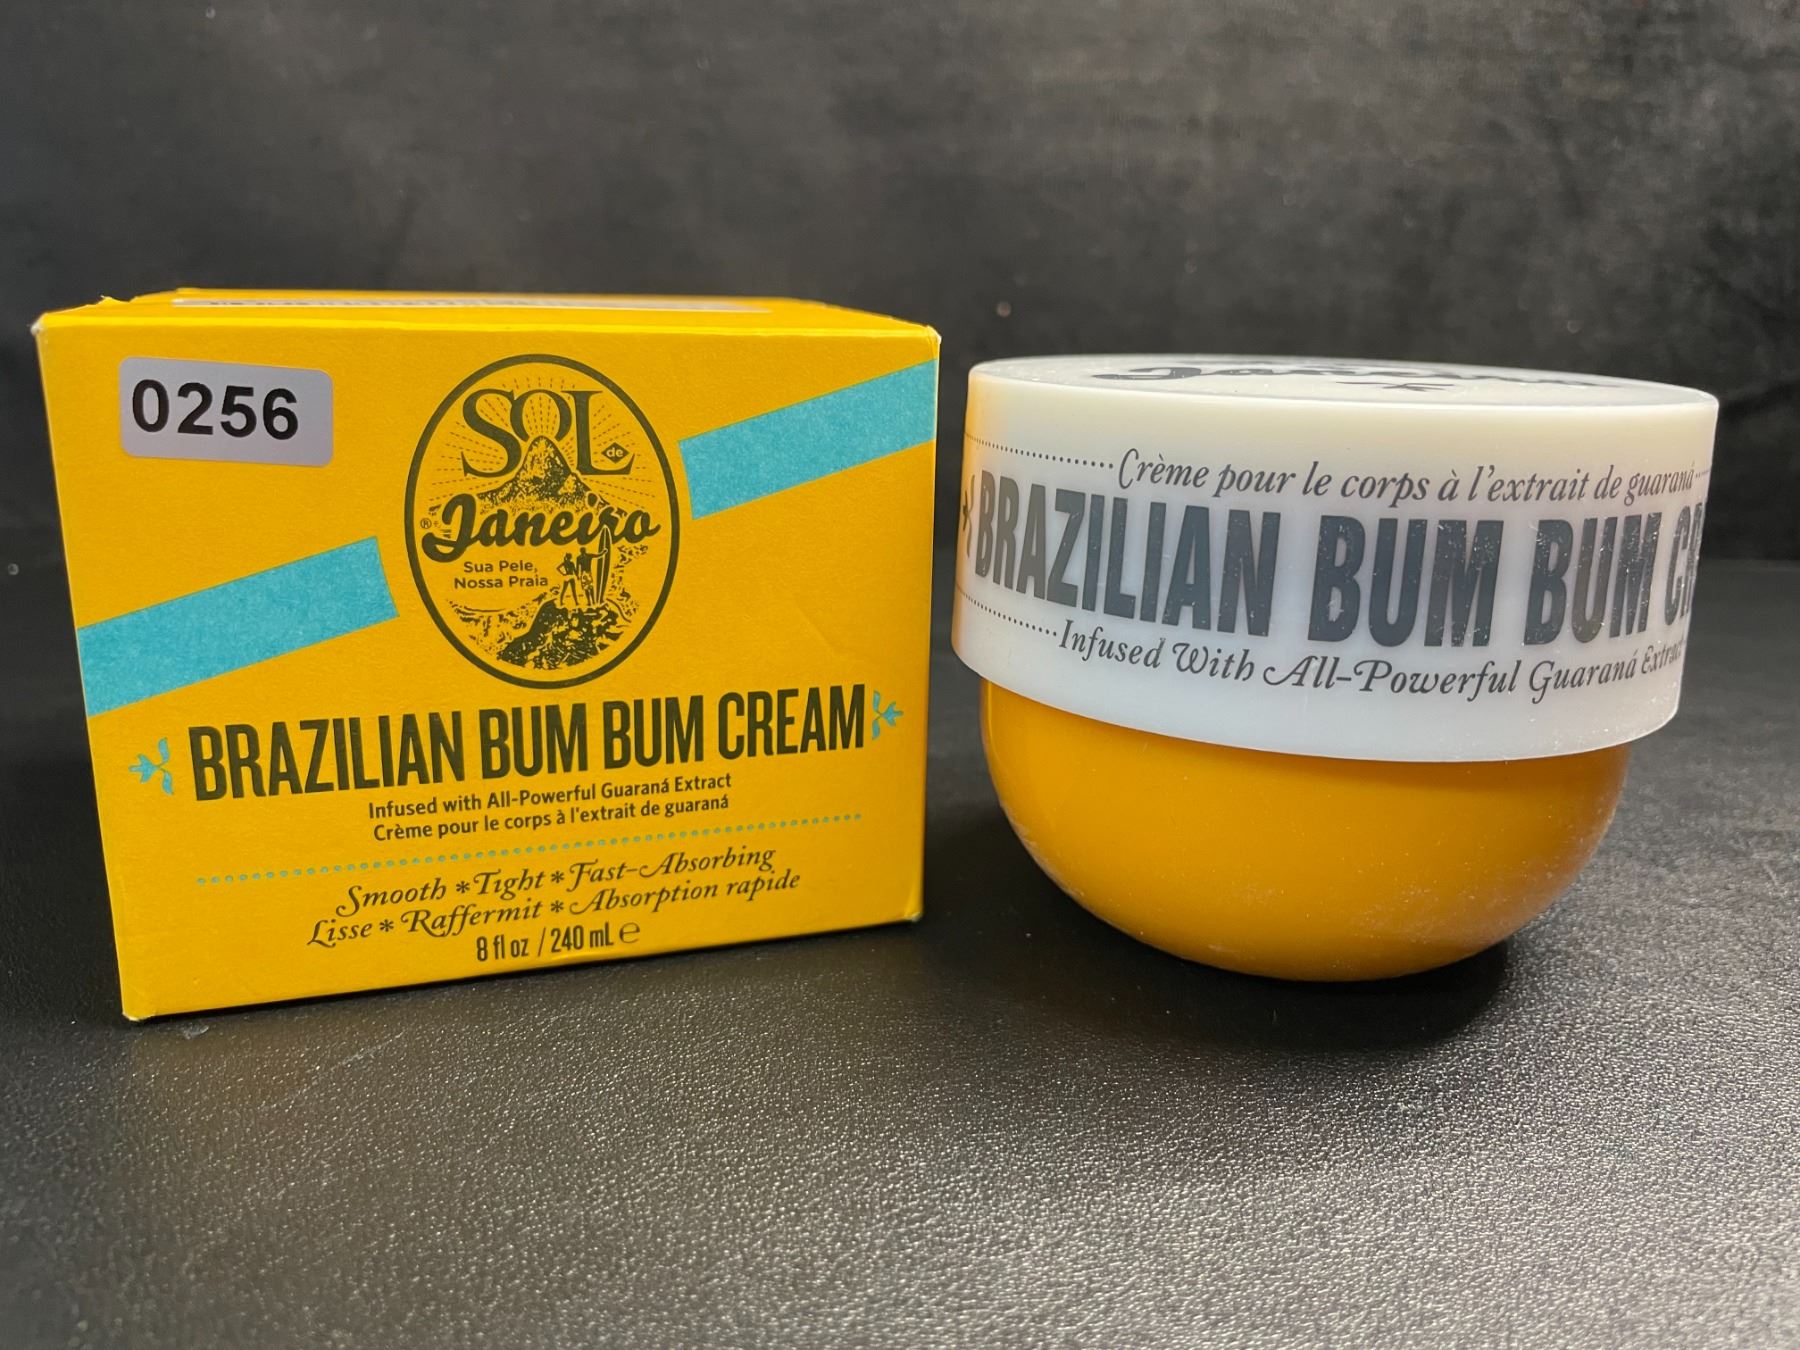 0256
SOL
de
Janeiro
®
Sua Pele,
Nossa Praia
BRAZILIAN BUM BUM CREAM
Infused with All-Powerful Guaraná Extract
Crème pour le corps à l'extrait de guaraná
Smooth * Tight * Fast-Absorbing
Lisse * Raffermit * Absorption rapide
8 fl oz / 240 mL ℮
Janeiro
Crème pour le corps à l'extrait de guaraná
BRAZILIAN BUM BUM
Infused With All-Powerful Guaraná Extract